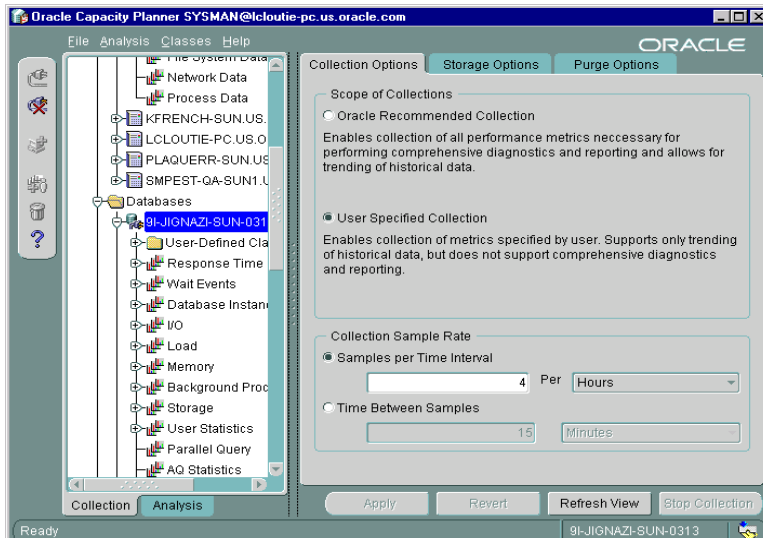 Oracle Capacity Planner SYSMAN@lcloutie-pc.us.oracle.com
File Analysis Classes Help
ORACLE
File System Data
Network Data
Process Data
KFRENCH-SUN.US.
LCLOUTIE-PC.US.O
PLAQUERR-SUN.US
SMPEST-QA-SUN1.U
Databases
9I-JIGNAZI-SUN-031
User-Defined Cla
Response Time
Wait Events
Database Instan
I/O
Load
Memory
Background Proc
Storage
User Statistics
Parallel Query
AQ Statistics
Collection Analysis
Collection Options Storage Options Purge Options
Scope of Collections
Oracle Recommended Collection
Enables collection of all performance metrics neccessary for
performing comprehensive diagnostics and reporting and allows for
trending of historical data.
User Specified Collection
Enables collection of metrics specified by user. Supports only trending
of historical data, but does not support comprehensive diagnostics
and reporting.
Collection Sample Rate
Samples per Time Interval
4 Per Hours
Time Between Samples
15 Minutes
Apply Revert Refresh View Stop Collection
Ready 9I-JIGNAZI-SUN-0313